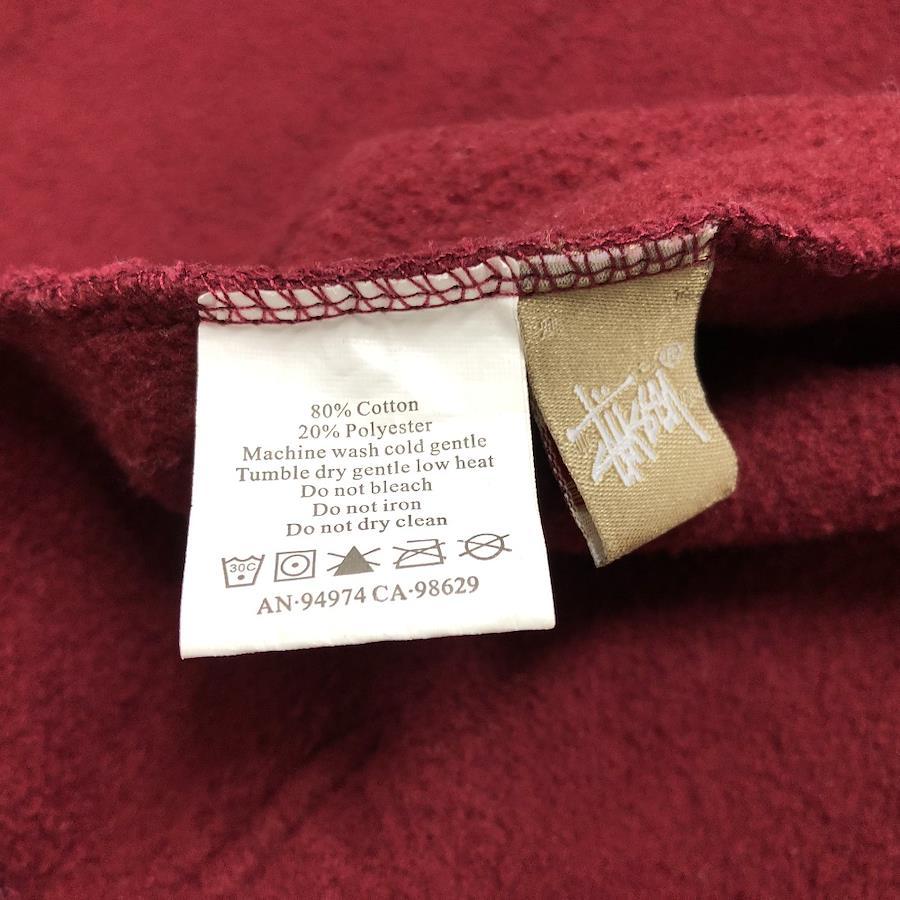 80% Cotton
20% Polyester
Machine wash cold gentle
Tumble dry gentle low heat
Do not bleach
Do not iron
Do not dry clean
30C
AN·94974 CA·98629
Stüssy ®